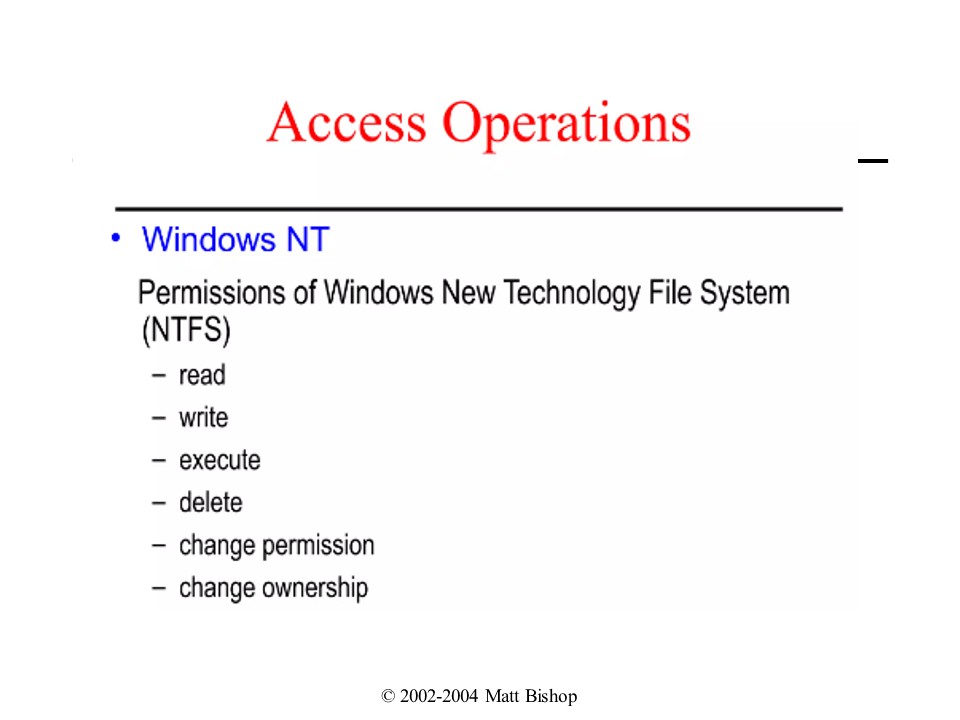 Access Operations
• Windows NT
Permissions of Windows New Technology File System
(NTFS)
– read
– write
– execute
– delete
– change permission
– change ownership
© 2002-2004 Matt Bishop